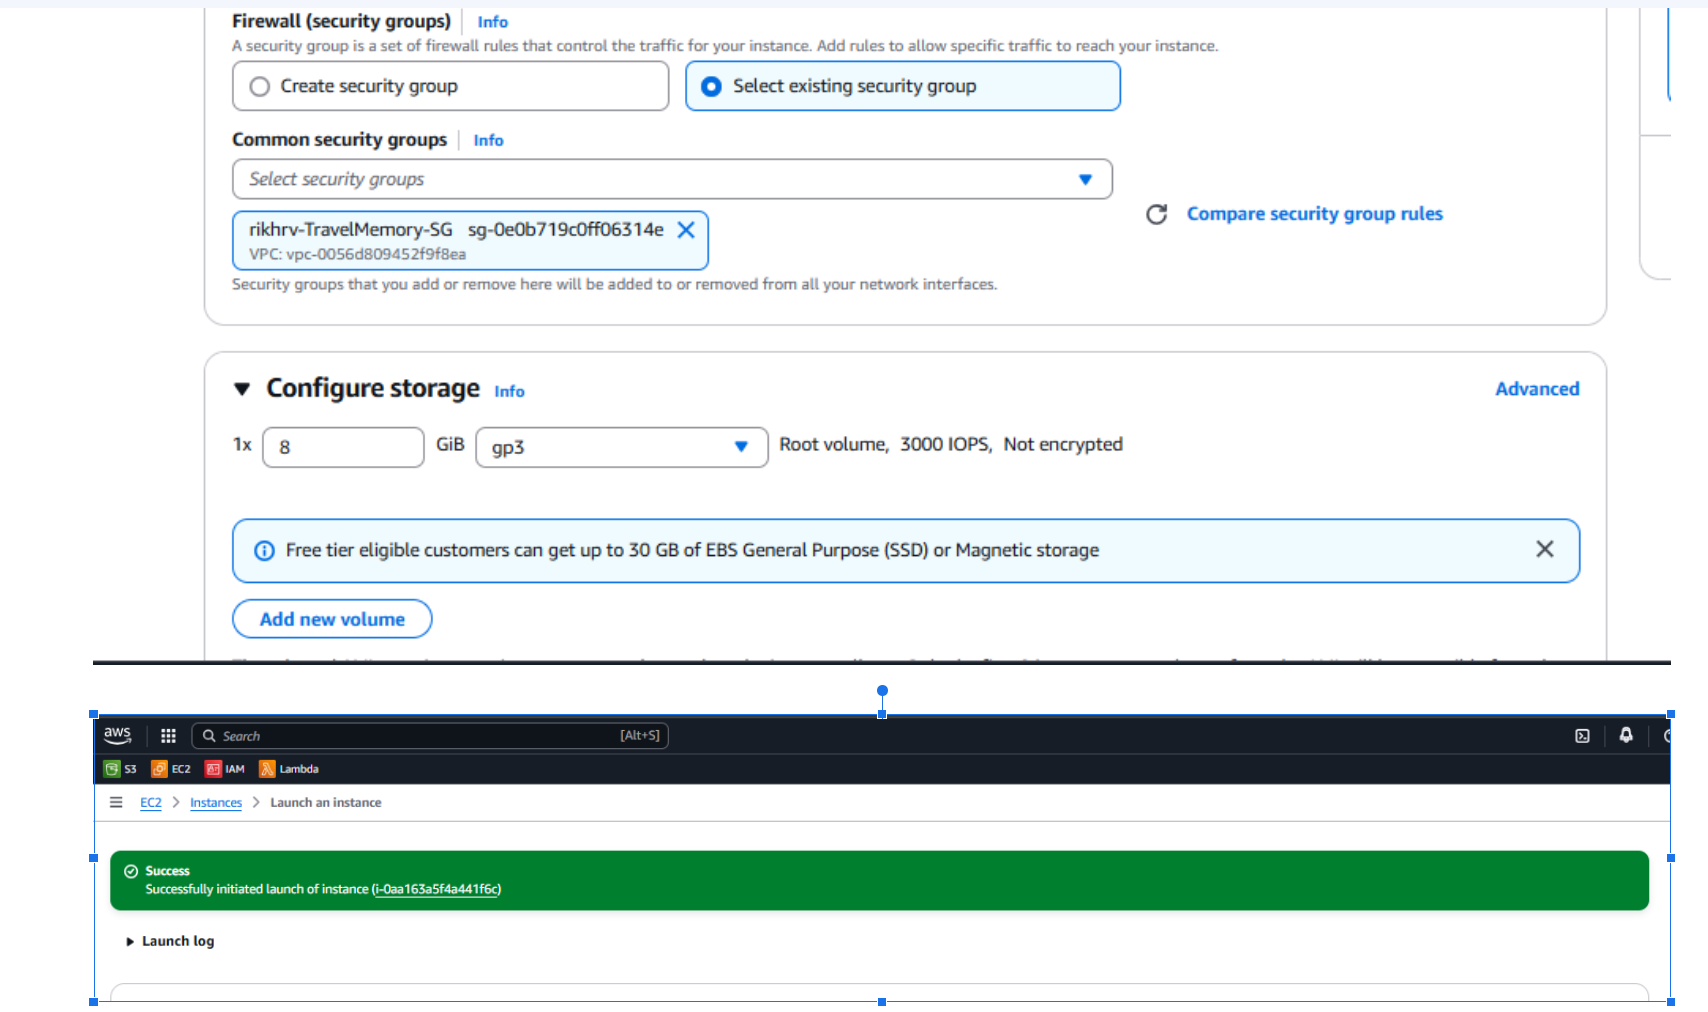 Firewall (security groups) Info
A security group is a set of firewall rules that control the traffic for your instance. Add rules to allow specific traffic to reach your instance.
Create security group Select existing security group
Common security groups Info
Select security groups
Compare security group rules
rikhrv-TravelMemory-SG sg-0e0b719c0ff06314e
VPC: vpc-0056d809452f9f8ea
Security groups that you add or remove here will be added to or removed from all your network interfaces.
Configure storage Info Advanced
1x 8 GiB gp3 Root volume, 3000 IOPS, Not encrypted
Free tier eligible customers can get up to 30 GB of EBS General Purpose (SSD) or Magnetic storage
Add new volume
aws Search [Alt+S]
S3 EC2 IAM Lambda
EC2 Instances Launch an instance
Success
Successfully initiated launch of instance (i-0aa163a5f4a441f6c)
Launch log